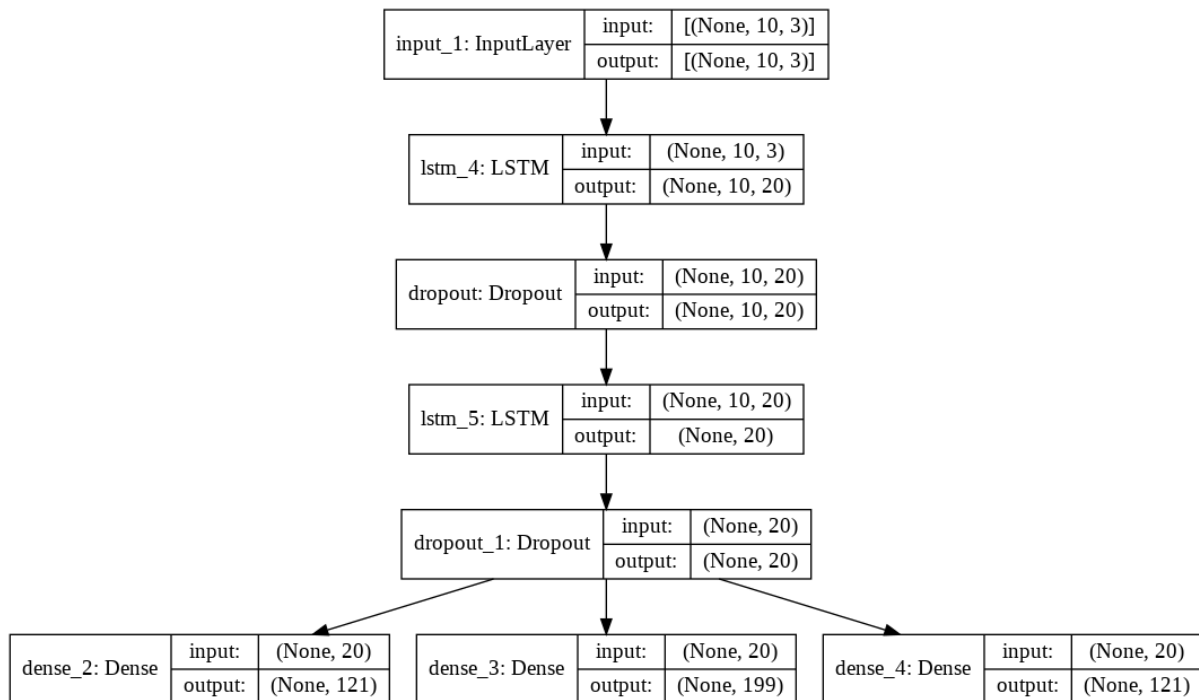 input_1: InputLayer
input: [(None, 10, 3)]
output: [(None, 10, 3)]
lstm_4: LSTM
input: (None, 10, 3)
output: (None, 10, 20)
dropout: Dropout
input: (None, 10, 20)
output: (None, 10, 20)
lstm_5: LSTM
input: (None, 10, 20)
output: (None, 20)
dropout_1: Dropout
input: (None, 20)
output: (None, 20)
dense_2: Dense
input: (None, 20)
output: (None, 121)
dense_3: Dense
input: (None, 20)
output: (None, 199)
dense_4: Dense
input: (None, 20)
output: (None, 121)